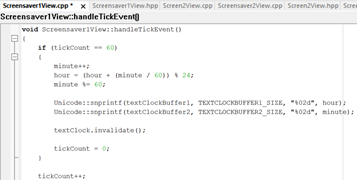 Screensaver1View.cpp * × Screensaver1View.hpp Screen2View.cpp Screensaver2View.cpp Screen2View.hpp Screensaver
Screensaver1View::handleTickEvent()
void Screensaver1View::handleTickEvent()
{
if (tickCount == 60)
{
minute++;
hour = (hour + (minute / 60)) % 24;
minute %= 60;
Unicode::snprintf(textClockBuffer1, TEXTCLOCKBUFFER1_SIZE, "%02d", hour);
Unicode::snprintf(textClockBuffer2, TEXTCLOCKBUFFER2_SIZE, "%02d", minute);
textClock.invalidate();
tickCount = 0;
}
tickCount++;